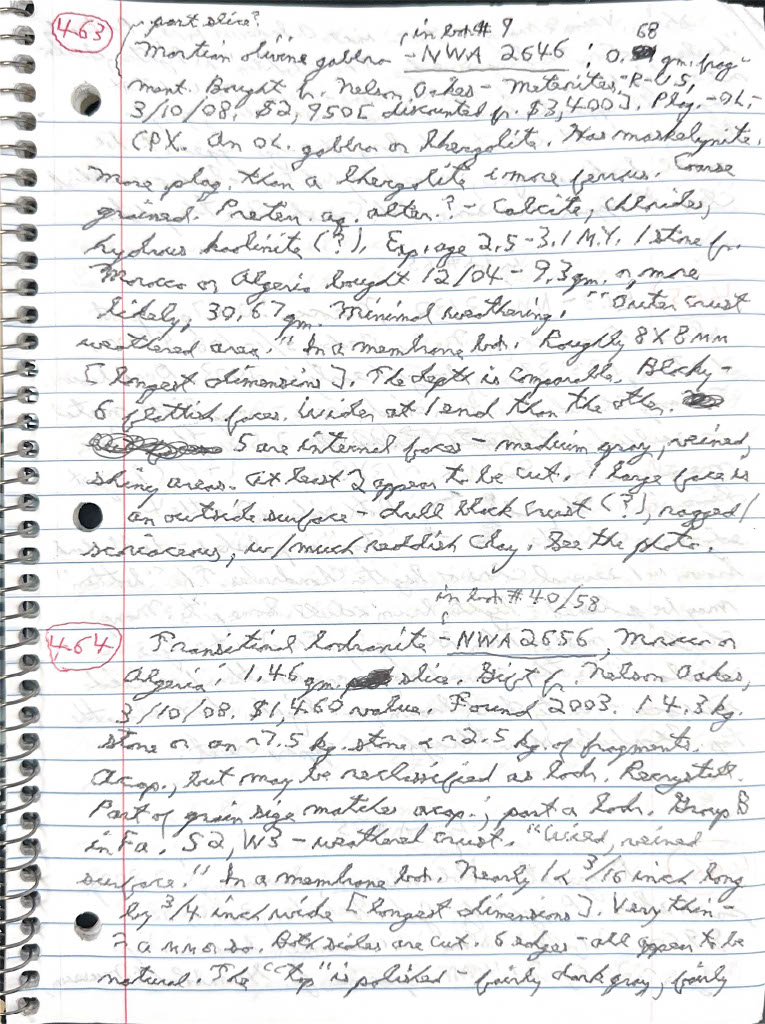 463 part slice? in box # 9 68
Martian olivine gabbro - NWA 2646 ; 0. gm. frag-
ment. Bought fr. Nelson Oakes - Meteorites-R-US,
3/10/08. $2,950 [discounted fr. $3,400]. Plag.-OL.-
CPX. An OL. gabbro or lherzolite. Has maskelynite.
More plag. than a lherzolite & more ferrous. Coarse
grained. Preterr. aq. alter.? - Calcite, chlorides,
hydrous kaolinite (?). Exp. age 2.5-3.1 M.Y. 1 stone fr.
Morocco or Algeria bought 12/04 - 9.3 gm. or, more
likely, 30.67 gm. Minimal weathering. "Outer crust
weathered area." In a membrane box. Roughly 8 X 8 mm
[longest dimensions]. The depth is comparable. Blocky -
6 flattish faces. Wider at 1 end than the other.
5 are internal faces - medium gray, veined,
shiny areas. At least 2 appear to be cut. 1 large face is
an outside surface - dull black crust (?), ragged/
scoriaceous, w/ much reddish clay. See the photo.
in box # 40/58
464 Transitional lodranite - NWA 2656, Morocco or
Algeria: 1.46 gm. slice. Gift fr. Nelson Oakes,
3/10/08. $1,460 value. Found 2003. 1 4.3 kg.
stone or an ~7.5 kg. stone & ~2.5 kg. of fragments.
Acap., but may be reclassified as lodr. Recrystall.
Part of grain size matches acap.; part a lodr. Group B
in Fa. S2, W3 - weathered crust. "Cut, veined
surface." In a membrane box. Nearly 1 & 3/16 inch long
by 3/4 inch wide [longest dimensions]. Very thin -
? a mm or so. Both sides are cut. 6 edges - all appear to be
natural. The "top" is polished - fairly dark gray, fairly